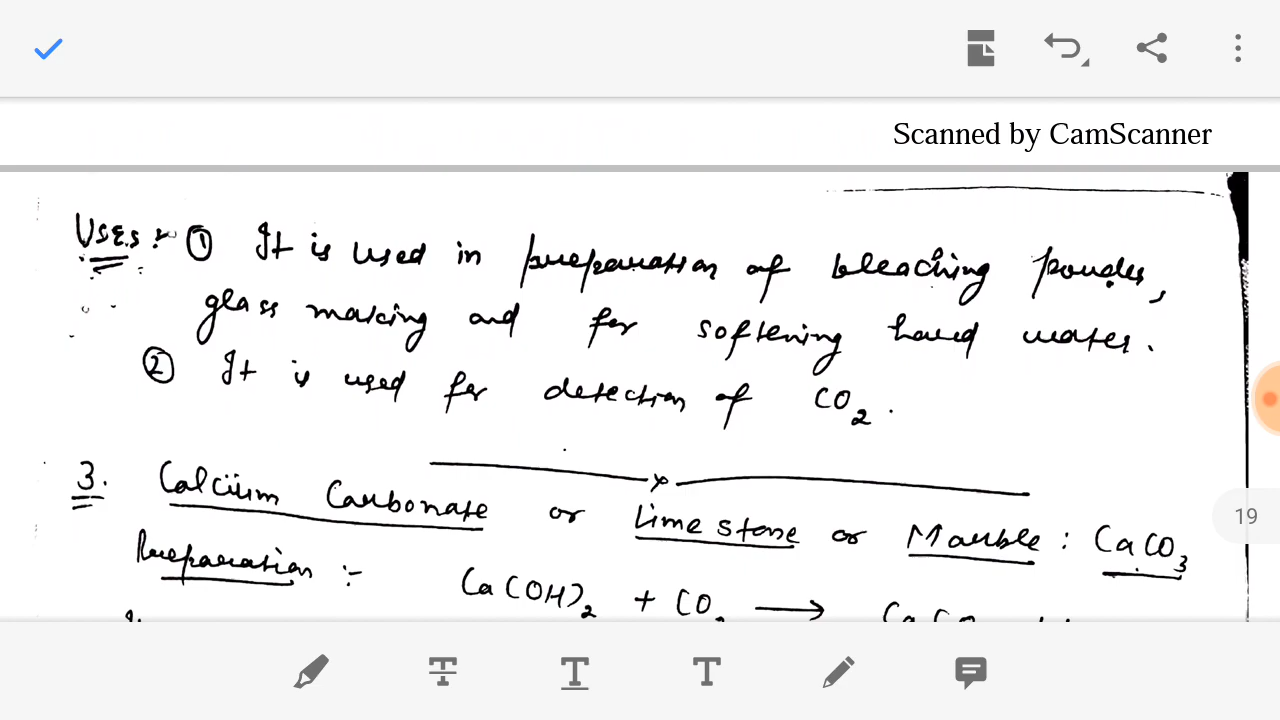 Scanned by CamScanner
Uses :- ① It is used in preparation of bleaching powder,
glass making and for softening hard water.
② It is used for detection of CO2.
3. Calcium Carbonate or Lime stone or Marble : CaCO3
Preparation :- Ca(OH)2 + CO2 ⟶ CaCO
19